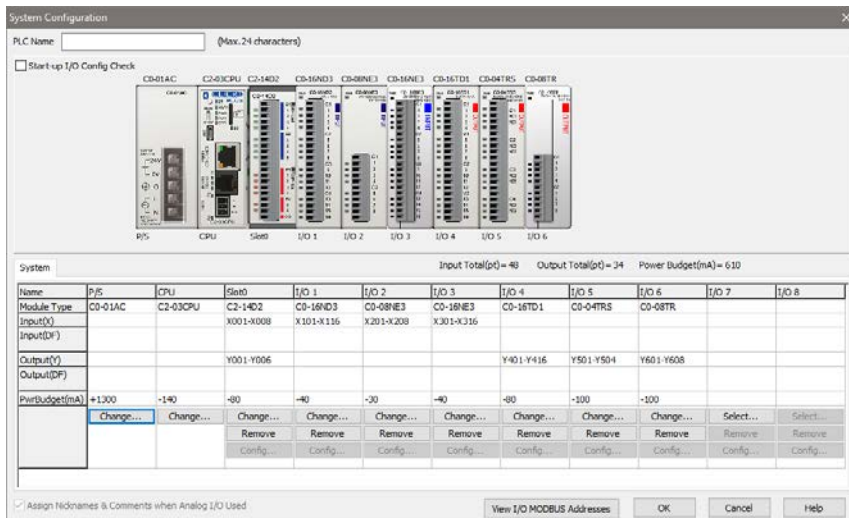 System Configuration
PLC Name (Max. 24 characters)
Start-up I/O Config Check
C0-01AC C2-03CPU C2-14D2 C0-16ND3 C0-08NE3 C0-16NE3 C0-16TD1 C0-04TRS C0-08TR
P/S CPU Slot0 I/O 1 I/O 2 I/O 3 I/O 4 I/O 5 I/O 6
System Input Total(pt)= 48 Output Total(pt)= 34 Power Budget(mA)= 610
Name P/S CPU Slot0 I/O 1 I/O 2 I/O 3 I/O 4 I/O 5 I/O 6 I/O 7 I/O 8
Module Type C0-01AC C2-03CPU C2-14D2 C0-16ND3 C0-08NE3 C0-16NE3 C0-16TD1 C0-04TRS C0-08TR
Input(X) X001-X008 X101-X116 X201-X208 X301-X316
Input(DF)
Output(Y) Y001-Y006 Y401-Y416 Y501-Y504 Y601-Y608
Output(DF)
PwrBudget(mA) +1300 -140 -80 -40 -30 -40 -80 -100 -100
Change... Change... Change... Change... Change... Change... Change... Change... Change... Select... Select...
Remove Remove Remove Remove Remove Remove Remove Remove Remove
Config... Config... Config... Config... Config... Config... Config... Config... Config...
Assign Nicknames & Comments when Analog I/O Used View I/O MODBUS Addresses OK Cancel Help